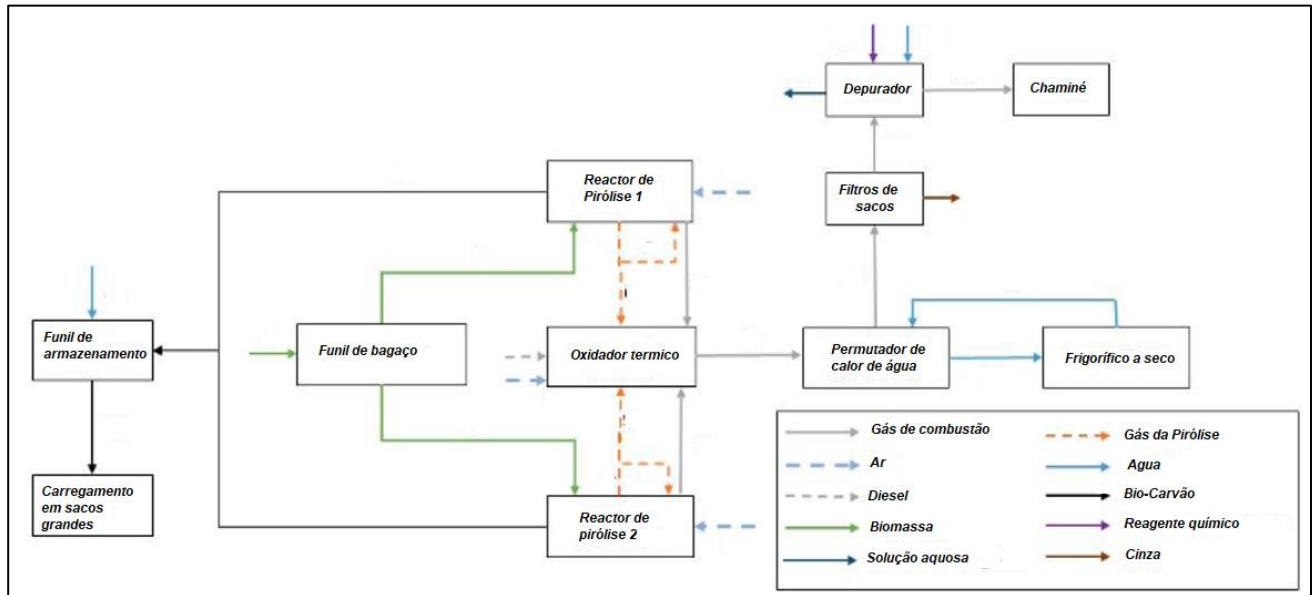 Depurador
Chaminé
Reactor de
Pirólise 1
Filtros de
sacos
Funil de
armazenamento
Funil de bagaço
Oxidador termico
Permutador de
calor de água
Frigorífico a seco
Carregamento
em sacos
grandes
Reactor de
pirólise 2
Gás de combustão
Ar
Diesel
Biomassa
Solução aquosa
Gás da Pirólise
Agua
Bio-Carvão
Reagente químico
Cinza